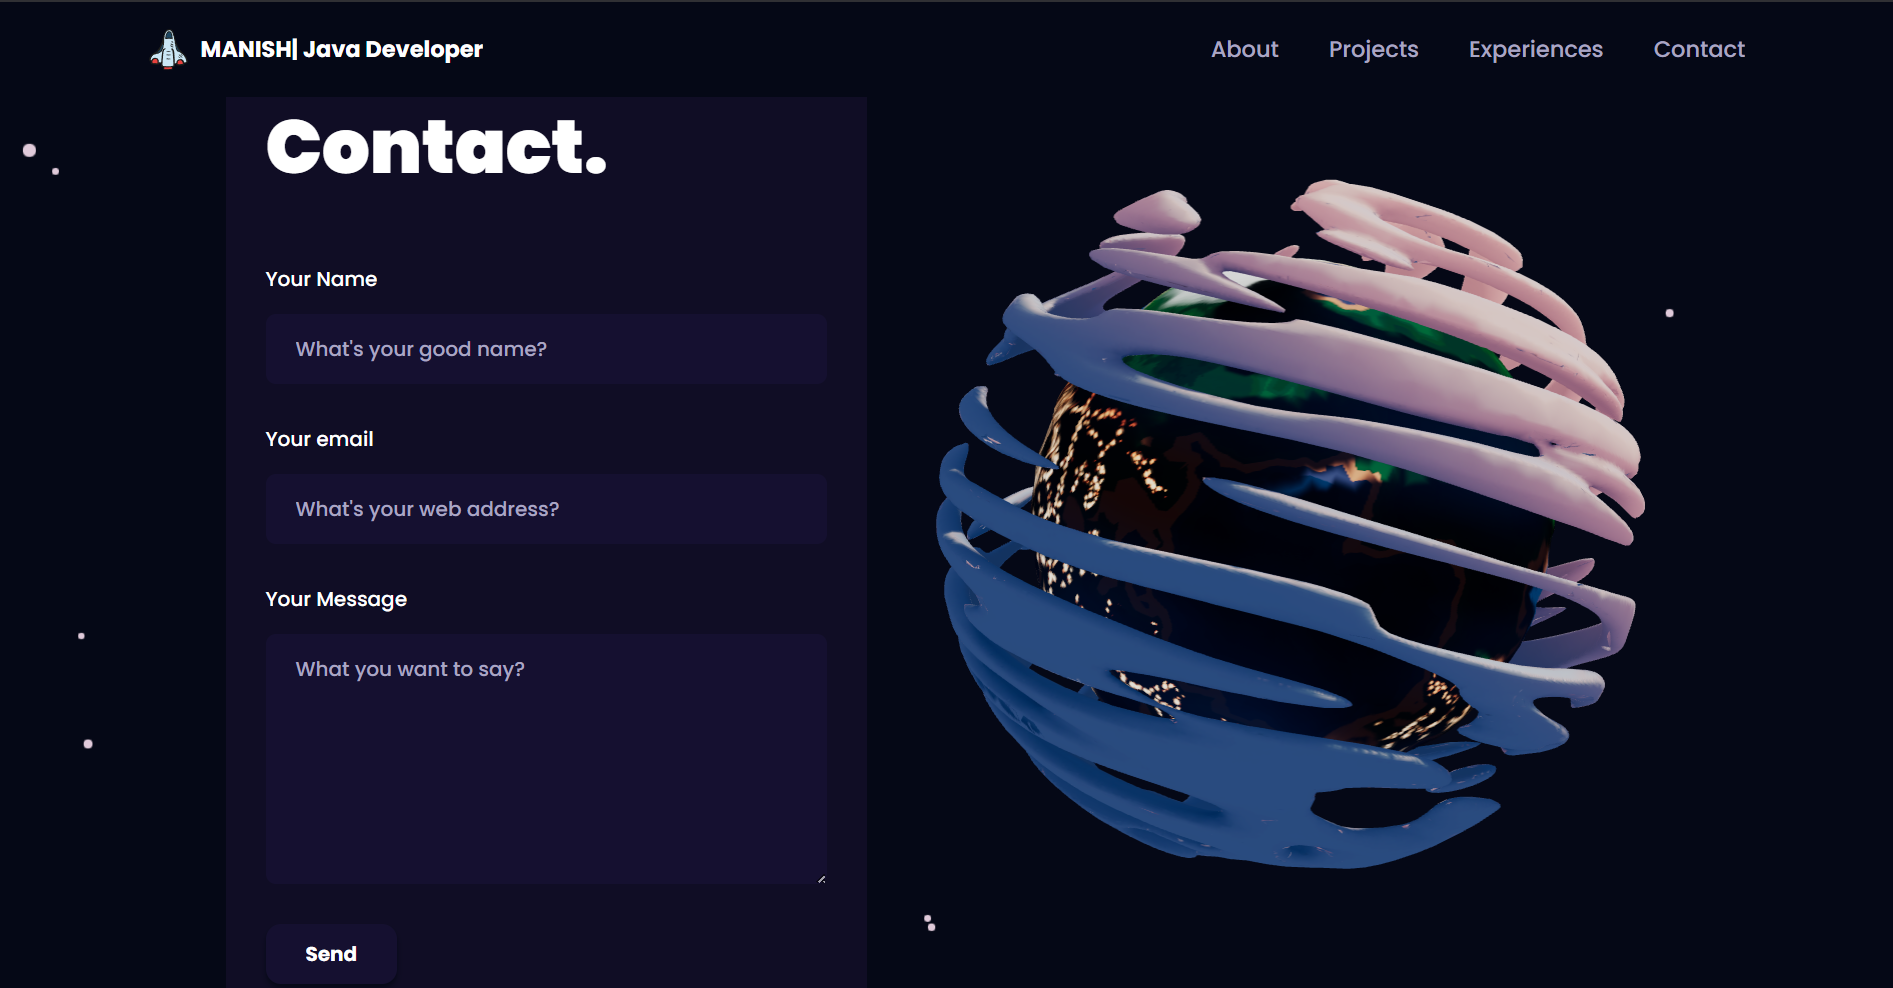 MANISH| Java Developer
About
Projects
Experiences
Contact
Contact.
Your Name
What's your good name?
Your email
What's your web address?
Your Message
What you want to say?
Send